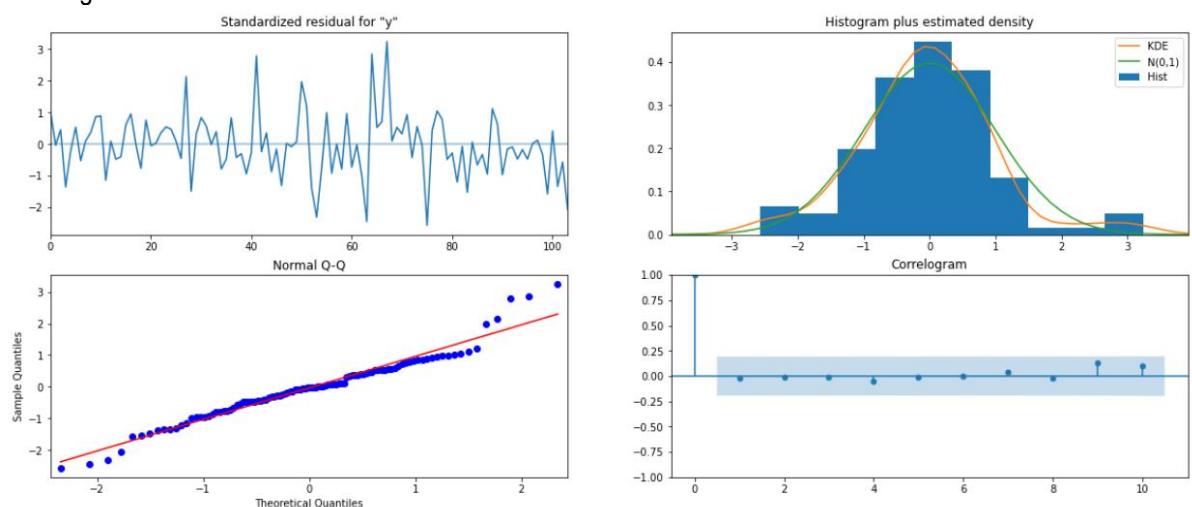 Standardized residual for "y"
3
2
1
0
−1
−2
0 20 40 60 80 100
Histogram plus estimated density
KDE
N(0,1)
Hist
0.4
0.3
0.2
0.1
0.0
−3 −2 −1 0 1 2 3
Normal Q-Q
Sample Quantiles
3
2
1
0
−1
−2
−2 −1 0 1 2
Theoretical Quantiles
Correlogram
1.00
0.75
0.50
0.25
0.00
−0.25
−0.50
−0.75
−1.00
0 2 4 6 8 10